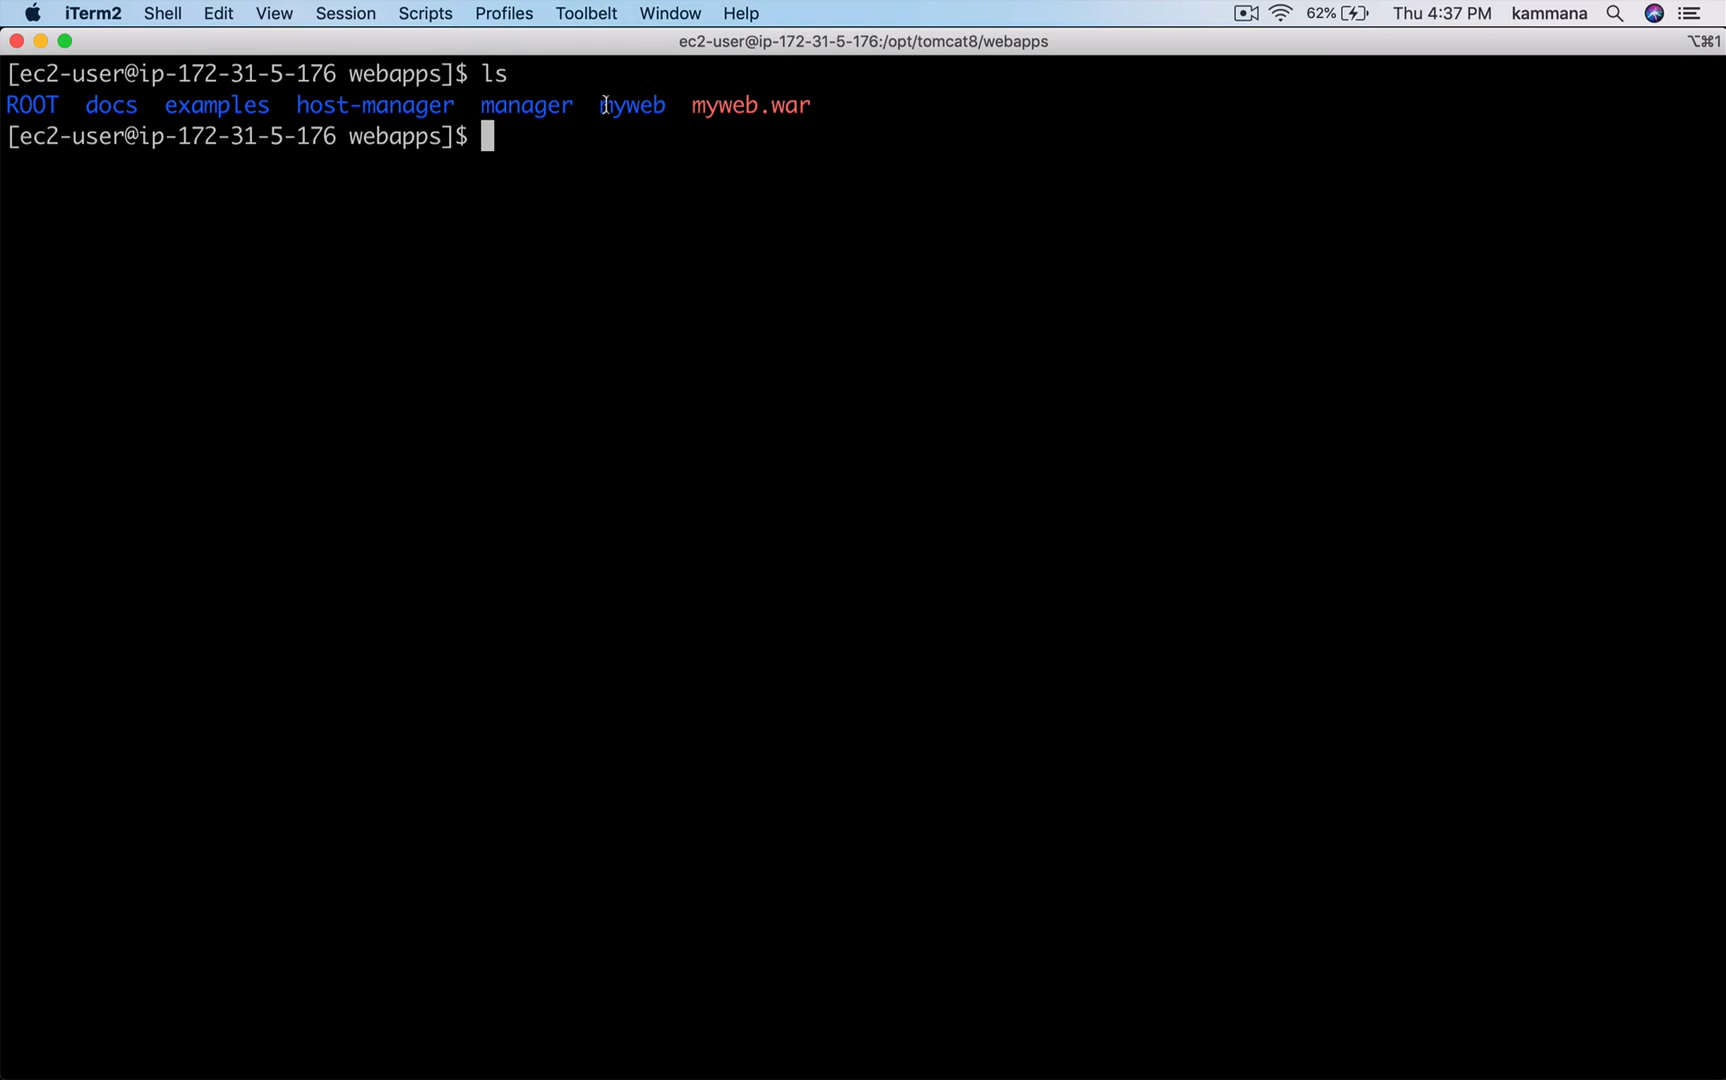 iTerm2 Shell Edit View Session Scripts Profiles Toolbelt Window Help 62% Thu 4:37 PM kammana
ec2-user@ip-172-31-5-176:/opt/tomcat8/webapps ⌥⌘1
[ec2-user@ip-172-31-5-176 webapps]$ ls
ROOT docs examples host-manager manager myweb myweb.war
[ec2-user@ip-172-31-5-176 webapps]$